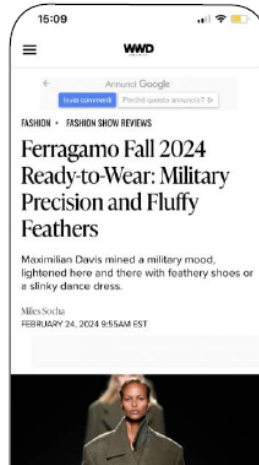 15:09
WWD
Annunci Google
Invia commenti Perché questo annuncio?
FASHION • FASHION SHOW REVIEWS
Ferragamo Fall 2024
Ready-to-Wear: Military
Precision and Fluffy
Feathers
Maximilian Davis mined a military mood,
lightened here and there with feathery shoes or
a slinky dance dress.
Miles Socha
FEBRUARY 24, 2024 9:55AM EST